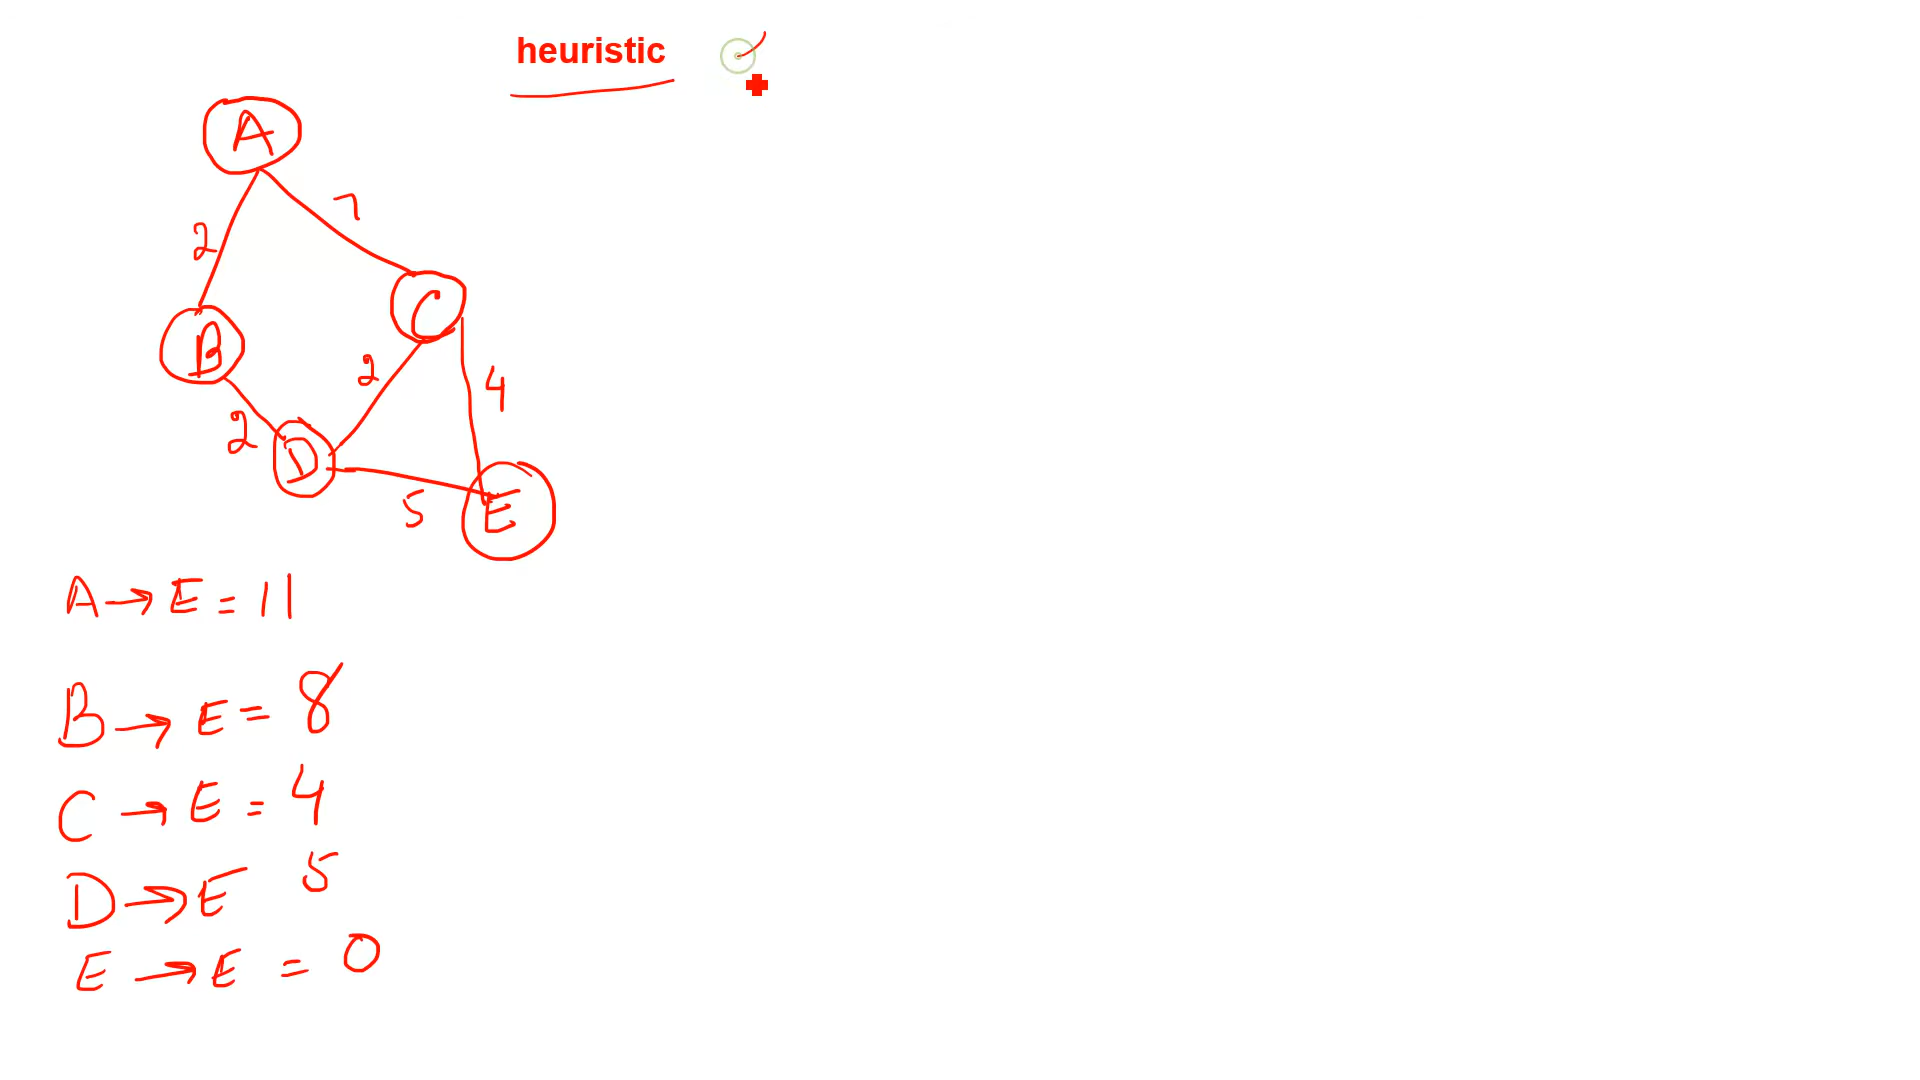 heuristic
A
2
7
C
B
2
4
2
D
5
E
A → E = 11
B → E = 8
C → E = 4
D → E 5
E → E = 0